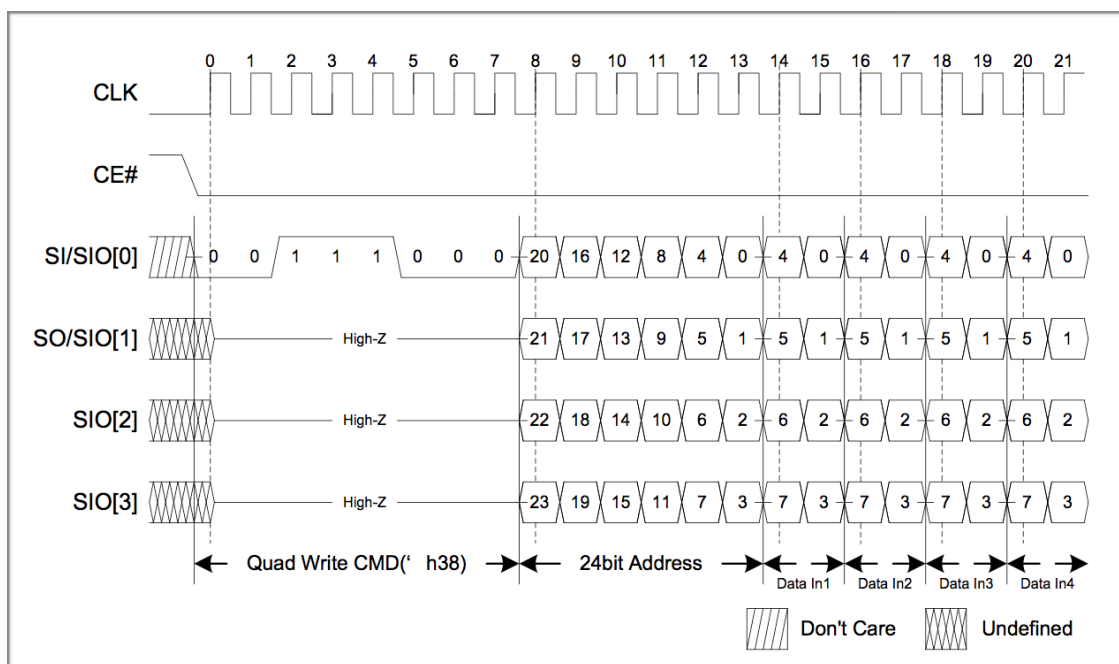 0 1 2 3 4 5 6 7 8 9 10 11 12 13 14 15 16 17 18 19 20 21
CLK
CE#
SI/SIO[0] 0 0 1 1 1 0 0 0 20 16 12 8 4 0 4 0 4 0 4 0 4 0
SO/SIO[1] High-Z 21 17 13 9 5 1 5 1 5 1 5 1 5 1
SIO[2] High-Z 22 18 14 10 6 2 6 2 6 2 6 2 6 2
SIO[3] High-Z 23 19 15 11 7 3 7 3 7 3 7 3 7 3
Quad Write CMD(‘ h38) 24bit Address
Data In1 Data In2 Data In3 Data In4
Don't Care Undefined